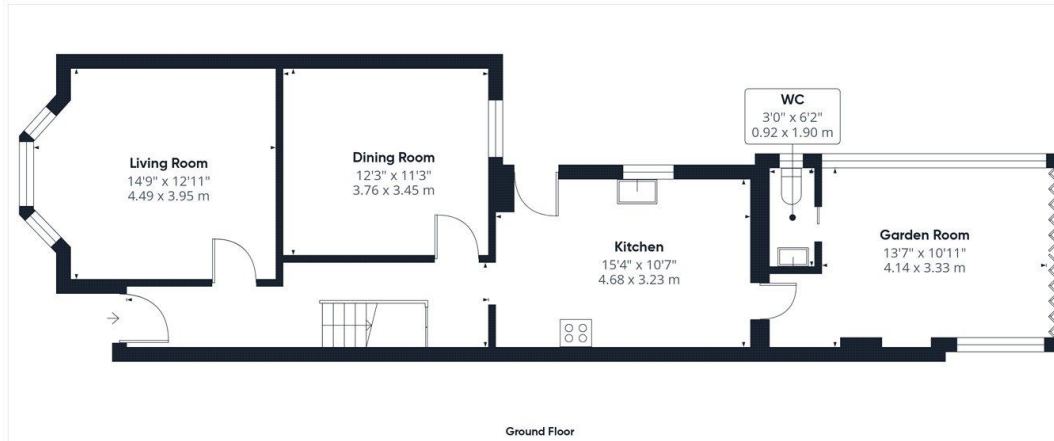 WC
3'0" x 6'2"
0.92 x 1.90 m
Living Room
14'9" x 12'11"
4.49 x 3.95 m
Dining Room
12'3" x 11'3"
3.76 x 3.45 m
Kitchen
15'4" x 10'7"
4.68 x 3.23 m
Garden Room
13'7" x 10'11"
4.14 x 3.33 m
Ground Floor